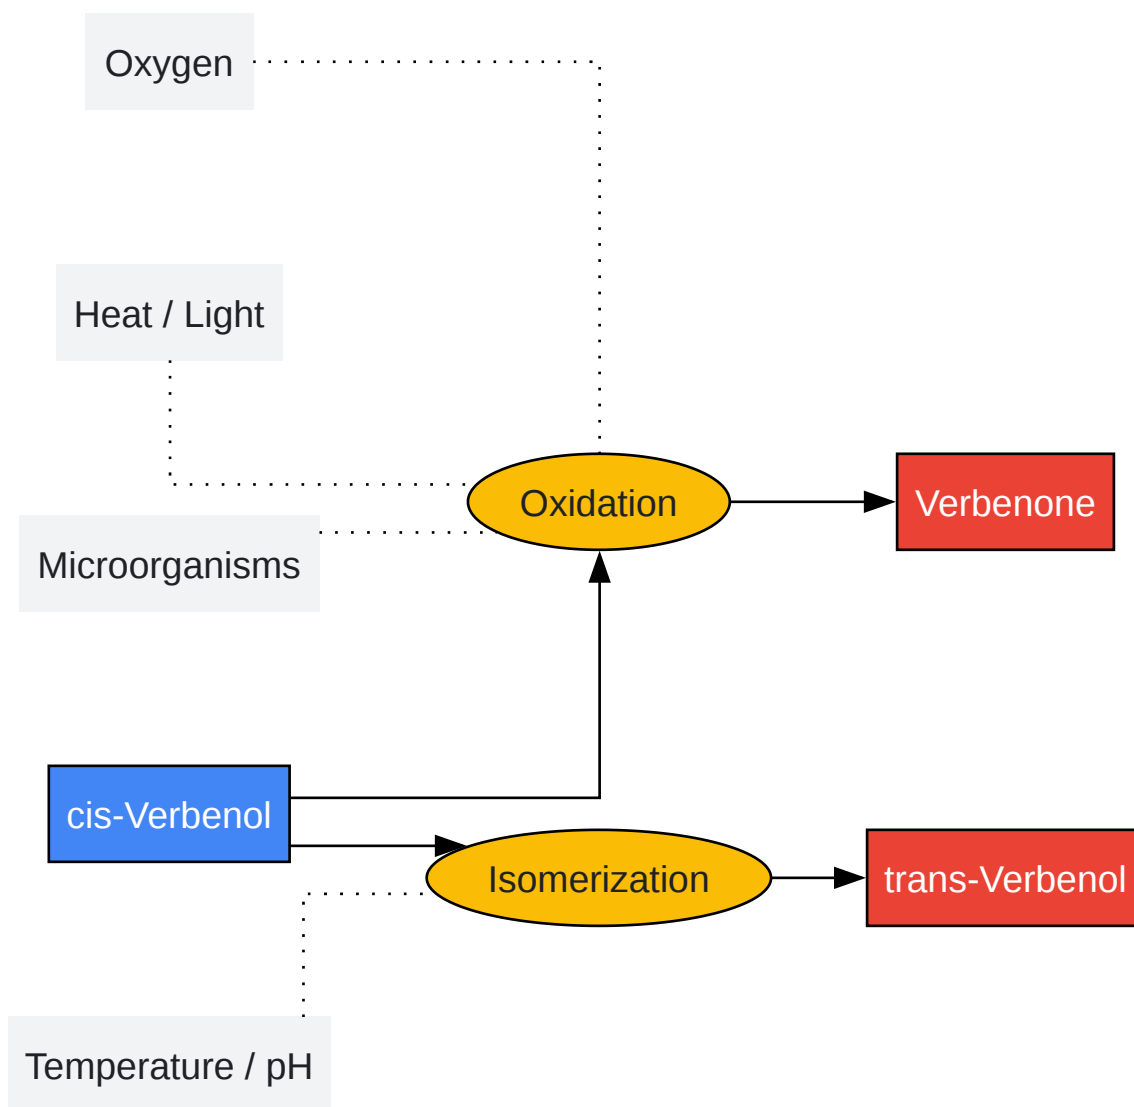 Oxygen
Heat / Light
Oxidation
Verbenone
Microorganisms
cis-Verbenol
Isomerization
trans-Verbenol
Temperature / pH